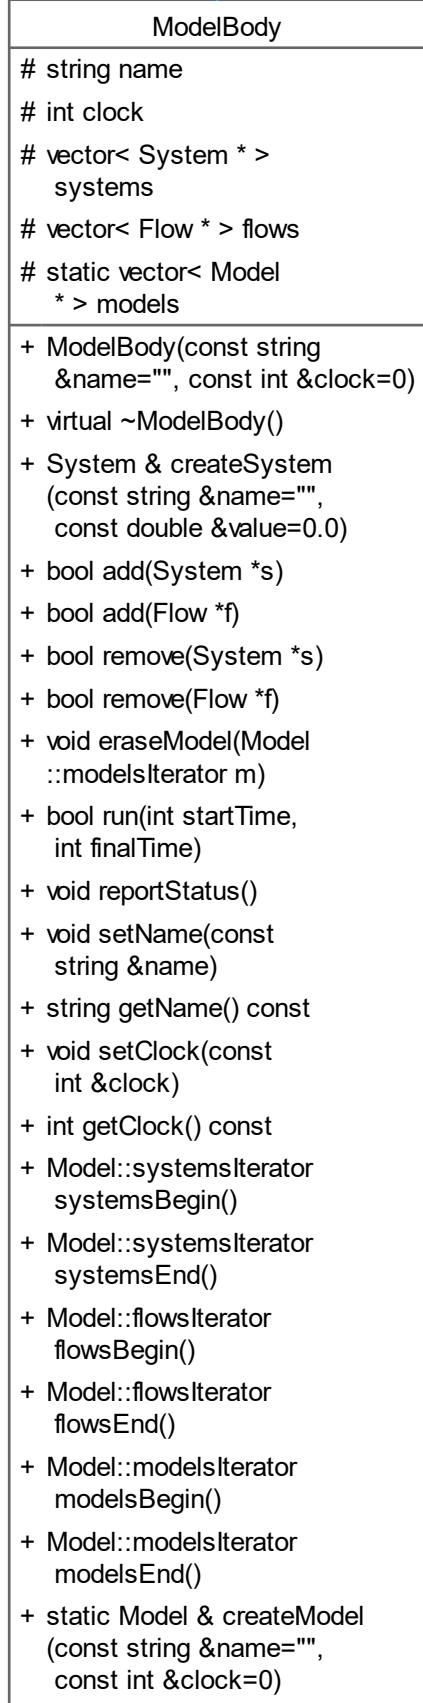 ModelBody
# string name
# int clock
# vector< System * >
systems
# vector< Flow * > flows
# static vector< Model
* > models
+ ModelBody(const string
&name="", const int &clock=0)
+ virtual ~ModelBody()
+ System & createSystem
(const string &name="",
const double &value=0.0)
+ bool add(System *s)
+ bool add(Flow *f)
+ bool remove(System *s)
+ bool remove(Flow *f)
+ void eraseModel(Model
::modelsIterator m)
+ bool run(int startTime,
int finalTime)
+ void reportStatus()
+ void setName(const
string &name)
+ string getName() const
+ void setClock(const
int &clock)
+ int getClock() const
+ Model::systemsIterator
systemsBegin()
+ Model::systemsIterator
systemsEnd()
+ Model::flowsIterator
flowsBegin()
+ Model::flowsIterator
flowsEnd()
+ Model::modelsIterator
modelsBegin()
+ Model::modelsIterator
modelsEnd()
+ static Model & createModel
(const string &name="",
const int &clock=0)